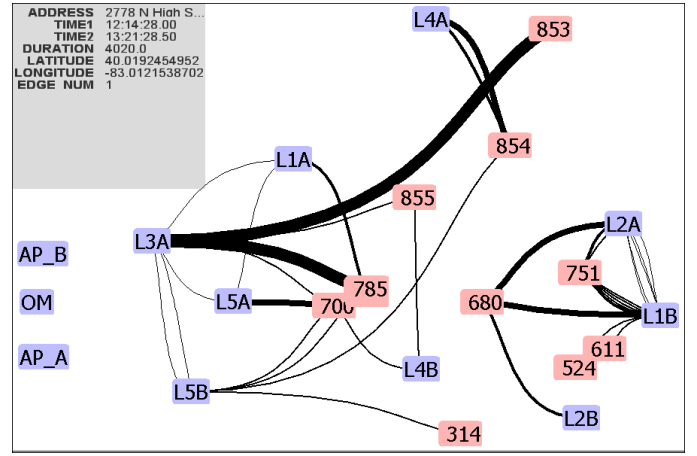 ADDRESS 2778 N High S...
TIME1 12:14:28.00
TIME2 13:21:28.50
DURATION 4020.0
LATITUDE 40.0192454952
LONGITUDE -83.0121538702
EDGE NUM 1
L4A
853
854
L1A
855
L3A
L2A
AP_B
751
785
OM
L5A
700
680
L1B
611
AP_A
L4B
524
L5B
L2B
314